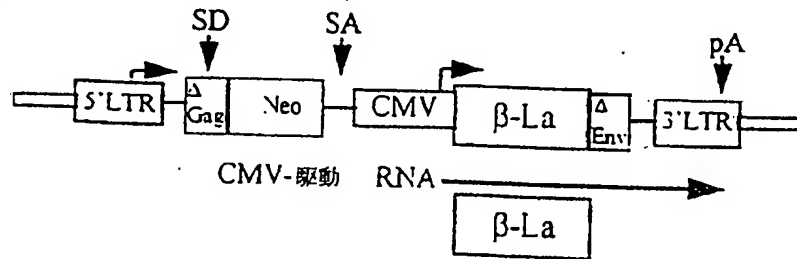 SD SA pA
5'LTR Δ Gag Neo CMV β-La Δ Env 3'LTR
CMV-駆動 RNA
β-La